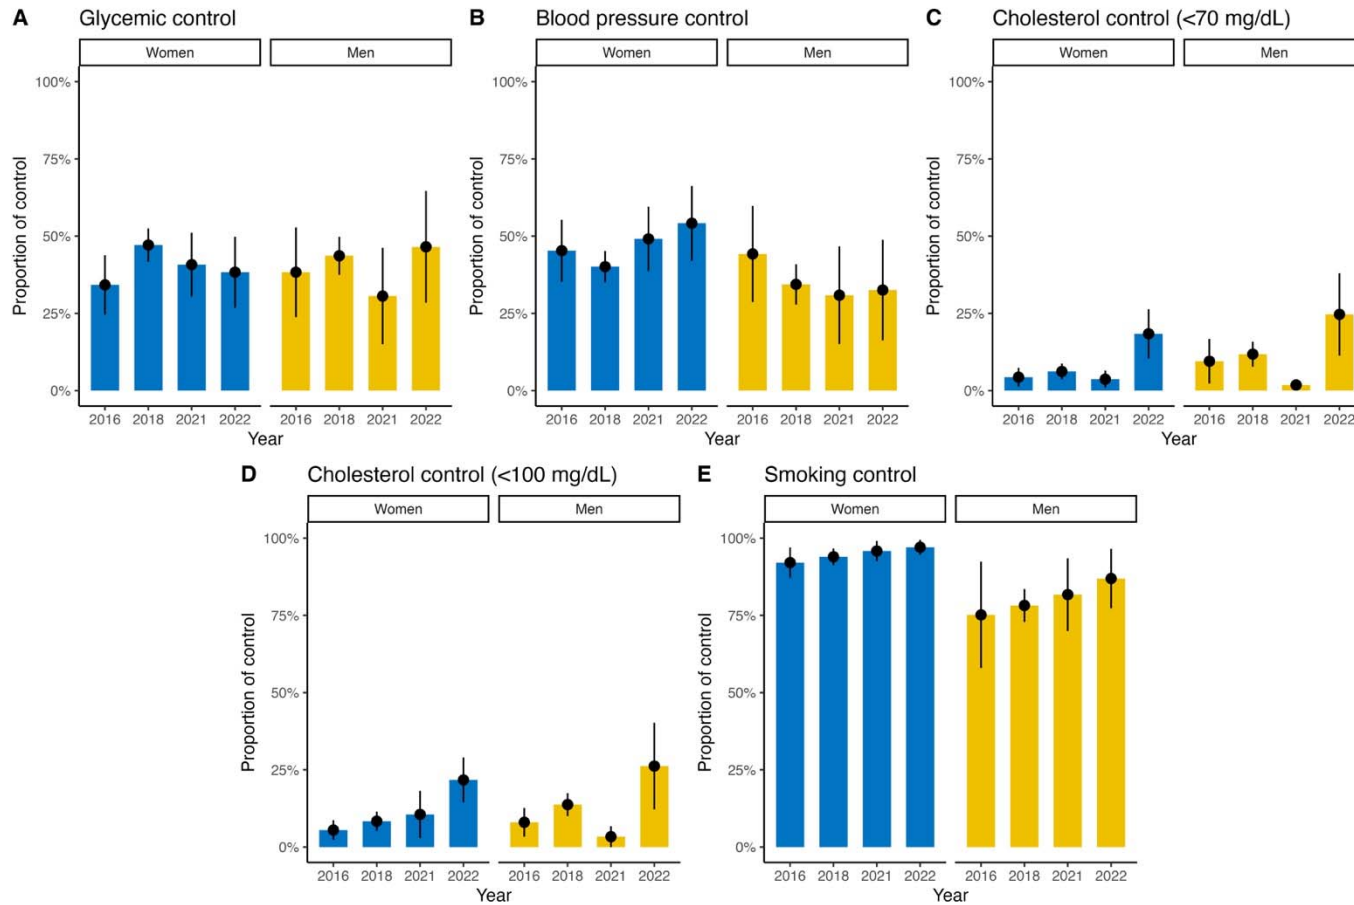 A Glycemic control
Women Men
100%
75%
50%
25%
0%
Proportion of control
2016 2018 2021 2022 2016 2018 2021 2022
Year
B Blood pressure control
Women Men
100%
75%
50%
25%
0%
Proportion of control
2016 2018 2021 2022 2016 2018 2021 2022
Year
C Cholesterol control (<70 mg/dL)
Women Men
100%
75%
50%
25%
0%
Proportion of control
2016 2018 2021 2022 2016 2018 2021 2022
Year
D Cholesterol control (<100 mg/dL)
Women Men
100%
75%
50%
25%
0%
Proportion of control
2016 2018 2021 2022 2016 2018 2021 2022
Year
E Smoking control
Women Men
100%
75%
50%
25%
0%
Proportion of control
2016 2018 2021 2022 2016 2018 2021 2022
Year